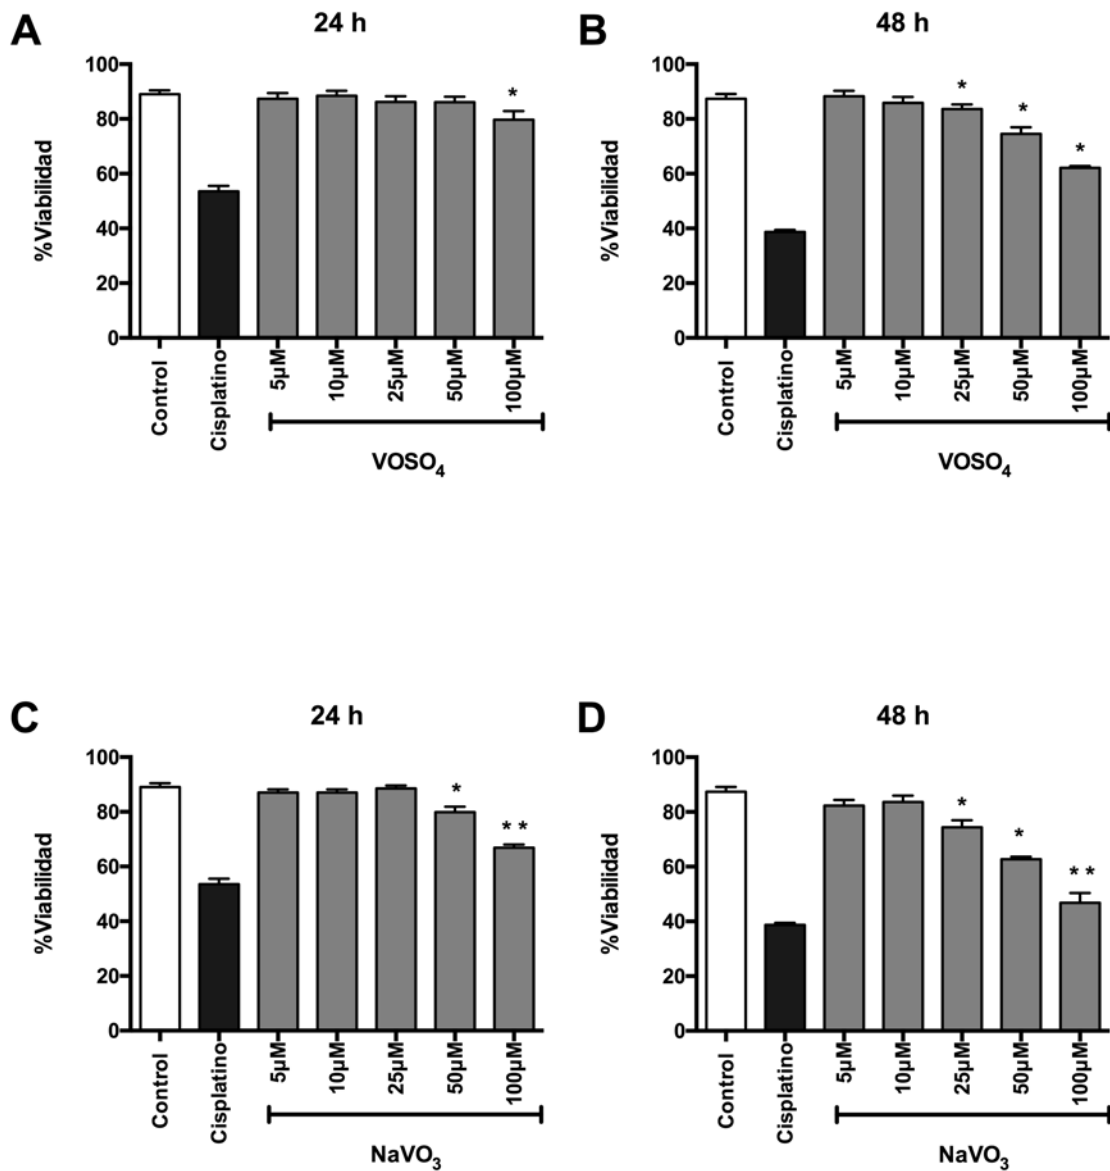 A
24 h
%Viabilidad
100
80
60
40
20
0
*
Control
Cisplatino
5µM
10µM
25µM
50µM
100µM
VOSO4
B
48 h
%Viabilidad
100
80
60
40
20
0
*
*
*
Control
Cisplatino
5µM
10µM
25µM
50µM
100µM
VOSO4
C
24 h
%Viabilidad
100
80
60
40
20
0
*
**
Control
Cisplatino
5µM
10µM
25µM
50µM
100µM
NaVO3
D
48 h
%Viabilidad
100
80
60
40
20
0
*
*
**
Control
Cisplatino
5µM
10µM
25µM
50µM
100µM
NaVO3